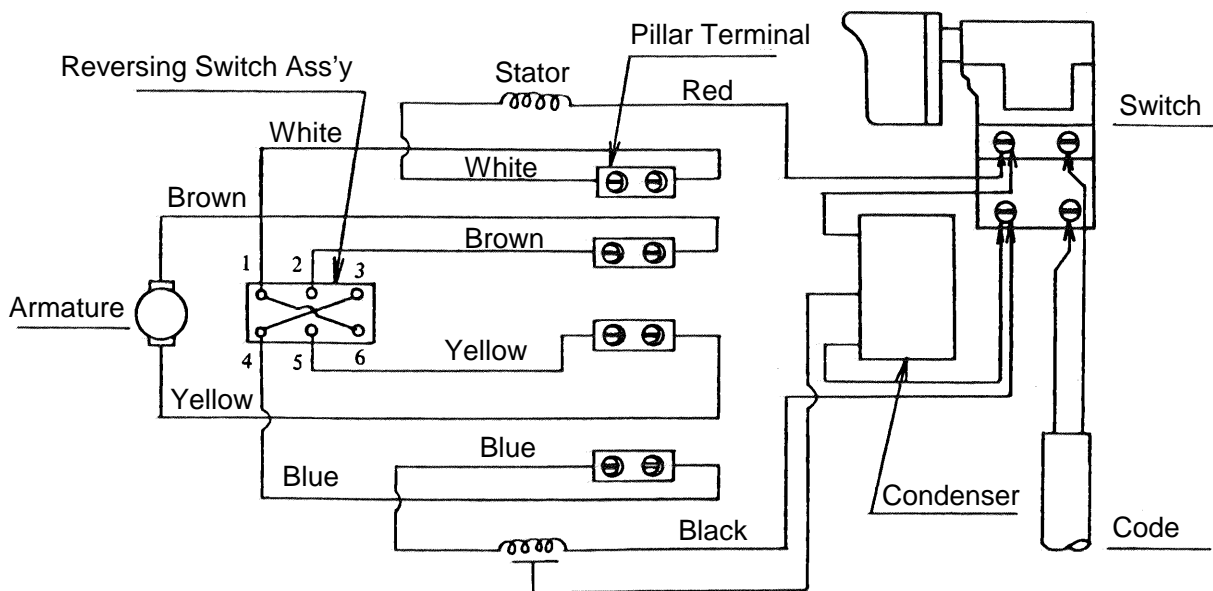 Pillar Terminal
Reversing Switch Ass'y
Stator
Red
Switch
White
White
Brown
Brown
1 2 3
Armature
4 5 6
Yellow
Yellow
Blue
Blue
Condenser
Black
Code